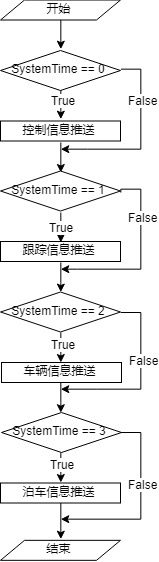 开始
SystemTime == 0
True
False
控制信息推送
SystemTime == 1
True
False
跟踪信息推送
SystemTime == 2
True
False
车辆信息推送
SystemTime == 3
True
False
泊车信息推送
结束